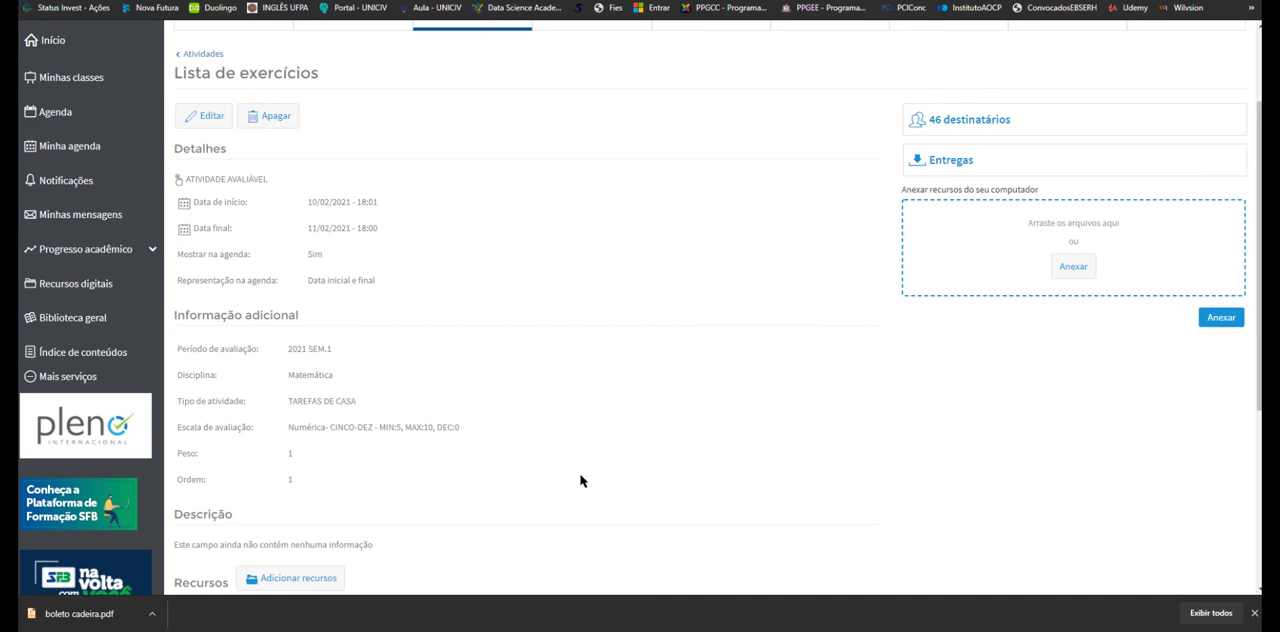 Status Invest - Ações Nova Futura Duolingo INGLÊS UFPA Portal - UNICIV Aula - UNICIV Data Science Acade... Fies Entrar PPGCC - Programa... PPGEE - Programa... PCIConc InstitutoAOCP ConvocadosEBSERH Udemy Wilvsion »
Início
Minhas classes
Agenda
Minha agenda
Notificações
Minhas mensagens
Progresso acadêmico
Recursos digitais
Biblioteca geral
Índice de conteúdos
Mais serviços
pleno
INTERNACIONAL
Conheça a
Plataforma de
Formação SFB
SFB na
volta
com você
‹ Atividades
Lista de exercícios
Editar Apagar
Detalhes
ATIVIDADE AVALIÁVEL
Data de início: 10/02/2021 - 18:01
Data final: 11/02/2021 - 18:00
Mostrar na agenda: Sim
Representação na agenda: Data inicial e final
Informação adicional
Período de avaliação: 2021 SEM.1
Disciplina: Matemática
Tipo de atividade: TAREFAS DE CASA
Escala de avaliação: Numérica- CINCO-DEZ - MIN:5, MAX:10, DEC:0
Peso: 1
Ordem: 1
Descrição
Este campo ainda não contém nenhuma informação
Recursos Adicionar recursos
46 destinatários
Entregas
Anexar recursos do seu computador
Arraste os arquivos aqui
ou
Anexar
Anexar
boleto cadeira.pdf
Exibir todos